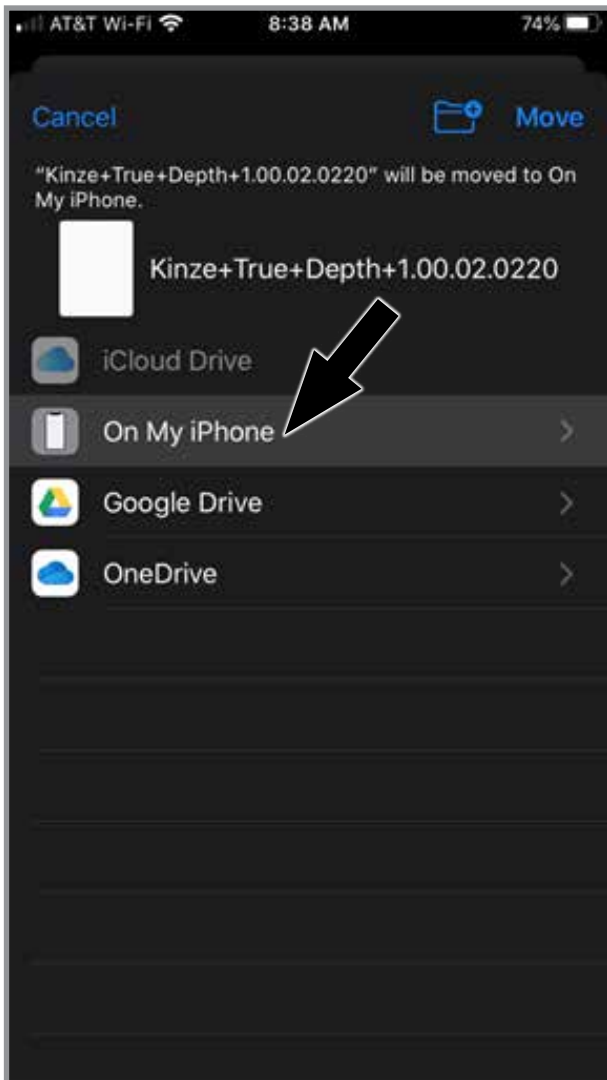 AT&T Wi-Fi 8:38 AM 74%
Cancel Move
“Kinze+True+Depth+1.00.02.0220” will be moved to On
My iPhone.
Kinze+True+Depth+1.00.02.0220
iCloud Drive
On My iPhone
Google Drive
OneDrive